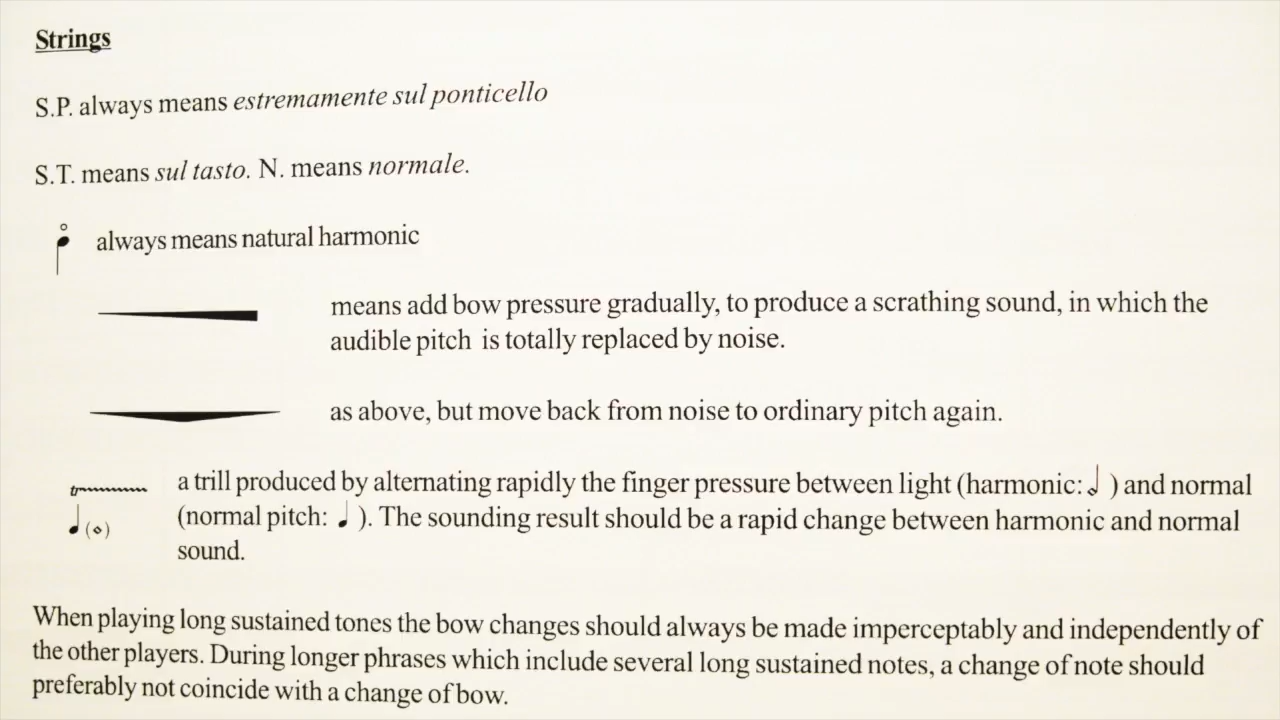 Strings
S.P. always means estremamente sul ponticello
S.T. means sul tasto. N. means normale.
always means natural harmonic
means add bow pressure gradually, to produce a scrathing sound, in which the
audible pitch is totally replaced by noise.
as above, but move back from noise to ordinary pitch again.
tr
a trill produced by alternating rapidly the finger pressure between light (harmonic: ) and normal
(normal pitch: ). The sounding result should be a rapid change between harmonic and normal
sound.
When playing long sustained tones the bow changes should always be made imperceptably and independently of
the other players. During longer phrases which include several long sustained notes, a change of note should
preferably not coincide with a change of bow.